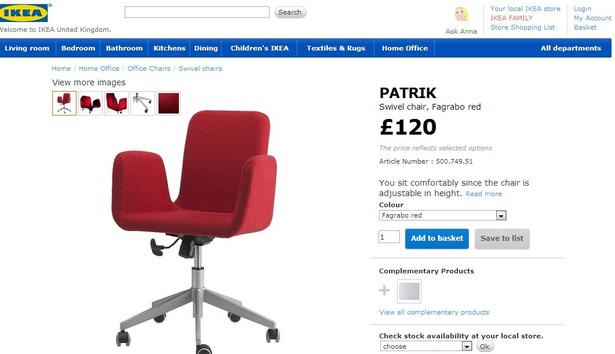 IKEA
Welcome to IKEA United Kingdom.
Search
Ask Anna
Your local IKEA store
IKEA FAMILY
Store Shopping List
Login
My Account
Basket
Living room
Bedroom
Bathroom
Kitchens
Dining
Children's IKEA
Textiles & Rugs
Home Office
All departments
Home / Home Office / Office Chairs / Swivel chairs
View more images
PATRIK
Swivel chair, Fagrabo red
£120
The price reflects selected options
Article Number : 500.749.51
You sit comfortably since the chair is
adjustable in height. Read more
Colour
Fagrabo red
1
Add to basket
Save to list
Complementary Products
View all complementary products
Check stock availability at your local store.
choose
Ok